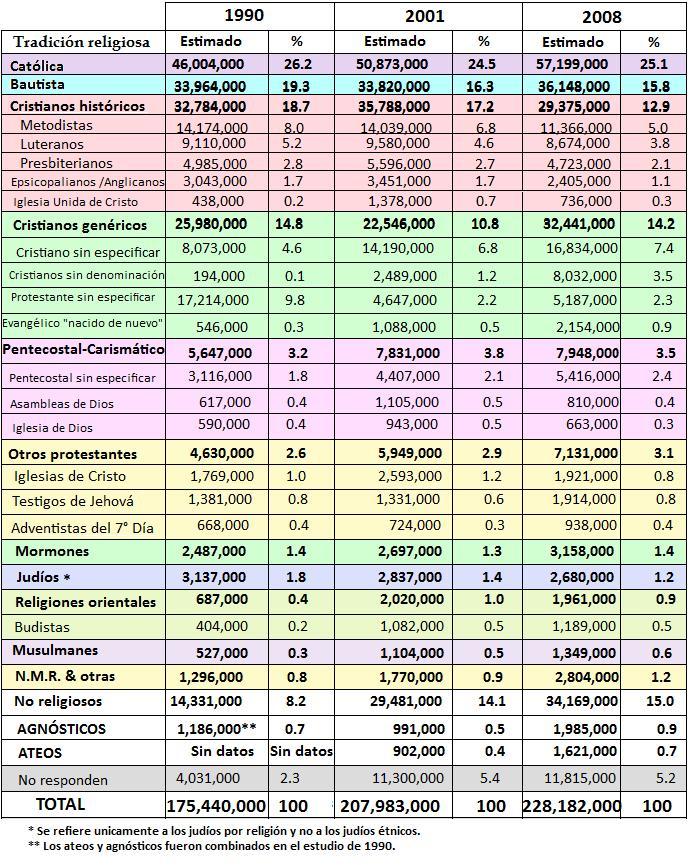 1990 2001 2008
Tradición religiosa Estimado % Estimado % Estimado %
Católica 46,004,000 26.2 50,873,000 24.5 57,199,000 25.1
Bautista 33,964,000 19.3 33,820,000 16.3 36,148,000 15.8
Cristianos históricos 32,784,000 18.7 35,788,000 17.2 29,375,000 12.9
Metodistas 14,174,000 8.0 14,039,000 6.8 11,366,000 5.0
Luteranos 9,110,000 5.2 9,580,000 4.6 8,674,000 3.8
Presbiterianos 4,985,000 2.8 5,596,000 2.7 4,723,000 2.1
Epsicopalianos /Anglicanos 3,043,000 1.7 3,451,000 1.7 2,405,000 1.1
Iglesia Unida de Cristo 438,000 0.2 1,378,000 0.7 736,000 0.3
Cristianos genéricos 25,980,000 14.8 22,546,000 10.8 32,441,000 14.2
Cristiano sin especificar 8,073,000 4.6 14,190,000 6.8 16,834,000 7.4
Cristianos sin denominación 194,000 0.1 2,489,000 1.2 8,032,000 3.5
Protestante sin especificar 17,214,000 9.8 4,647,000 2.2 5,187,000 2.3
Evangélico "nacido de nuevo" 546,000 0.3 1,088,000 0.5 2,154,000 0.9
Pentecostal-Carismático 5,647,000 3.2 7,831,000 3.8 7,948,000 3.5
Pentecostal sin especificar 3,116,000 1.8 4,407,000 2.1 5,416,000 2.4
Asambleas de Dios 617,000 0.4 1,105,000 0.5 810,000 0.4
Iglesia de Dios 590,000 0.4 943,000 0.5 663,000 0.3
Otros protestantes 4,630,000 2.6 5,949,000 2.9 7,131,000 3.1
Iglesias de Cristo 1,769,000 1.0 2,593,000 1.2 1,921,000 0.8
Testigos de Jehová 1,381,000 0.8 1,331,000 0.6 1,914,000 0.8
Adventistas del 7° Día 668,000 0.4 724,000 0.3 938,000 0.4
Mormones 2,487,000 1.4 2,697,000 1.3 3,158,000 1.4
Judíos * 3,137,000 1.8 2,837,000 1.4 2,680,000 1.2
Religiones orientales 687,000 0.4 2,020,000 1.0 1,961,000 0.9
Budistas 404,000 0.2 1,082,000 0.5 1,189,000 0.5
Musulmanes 527,000 0.3 1,104,000 0.5 1,349,000 0.6
N.M.R. & otras 1,296,000 0.8 1,770,000 0.9 2,804,000 1.2
No religiosos 14,331,000 8.2 29,481,000 14.1 34,169,000 15.0
AGNÓSTICOS 1,186,000** 0.7 991,000 0.5 1,985,000 0.9
ATEOS Sin datos Sin datos 902,000 0.4 1,621,000 0.7
No responden 4,031,000 2.3 11,300,000 5.4 11,815,000 5.2
TOTAL 175,440,000 100 207,983,000 100 228,182,000 100
* Se refiere unicamente a los judíos por religión y no a los judíos étnicos.
** Los ateos y agnósticos fueron combinados en el estudio de 1990.